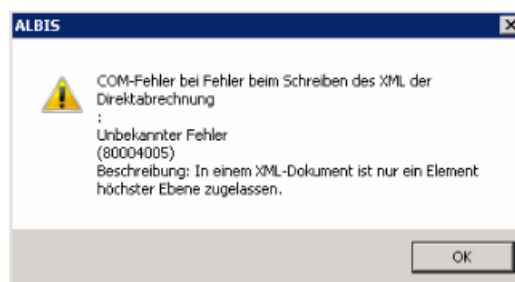 ALBIS
COM-Fehler bei Fehler beim Schreiben des XML der
Direktabrechnung
:
Unbekannter Fehler
(80004005)
Beschreibung: In einem XML-Dokument ist nur ein Element
höchster Ebene zugelassen.
OK